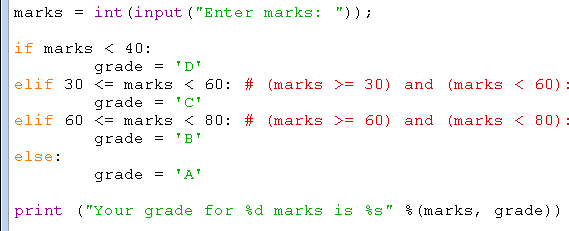 marks = int(input("Enter marks: "));
if marks < 40:
grade = 'D'
elif 30 <= marks < 60: # (marks >= 30) and (marks < 60):
grade = 'C'
elif 60 <= marks < 80: # (marks >= 60) and (marks < 80):
grade = 'B'
else:
grade = 'A'
print ("Your grade for %d marks is %s" %(marks, grade))